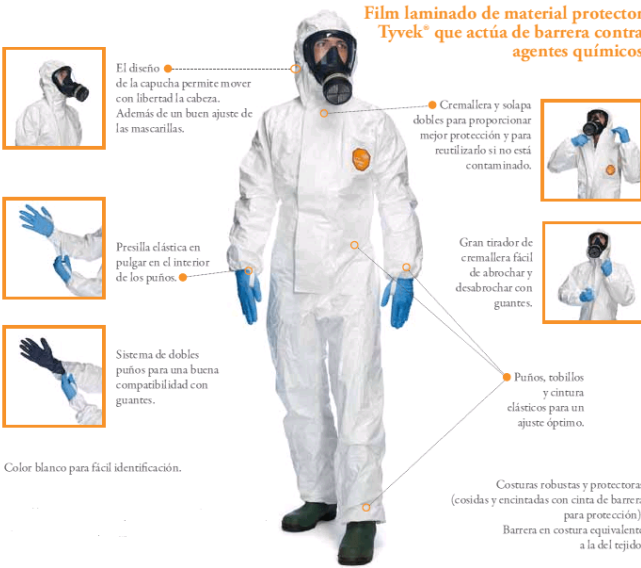 Film laminado de material protector
Tyvek® que actúa de barrera contra
agentes químicos
El diseño
de la capucha permite mover
con libertad la cabeza.
Además de un buen ajuste de
las mascarillas.
Cremallera y solapa
dobles para proporcionar
mejor protección y para
reutilizarlo si no está
contaminado.
Presilla elástica en
pulgar en el interior
de los puños.
Gran tirador de
cremallera fácil
de abrochar y
desabrochar con
guantes.
Sistema de dobles
puños para una buena
compatibilidad con
guantes.
Puños, tobillos
y cintura
elásticos para un
ajuste óptimo.
Color blanco para fácil identificación.
Costuras robustas y protectoras
(cosidas y encintadas con cinta de barrera
para protección)
Barrera en costura equivalente
a la del tejido